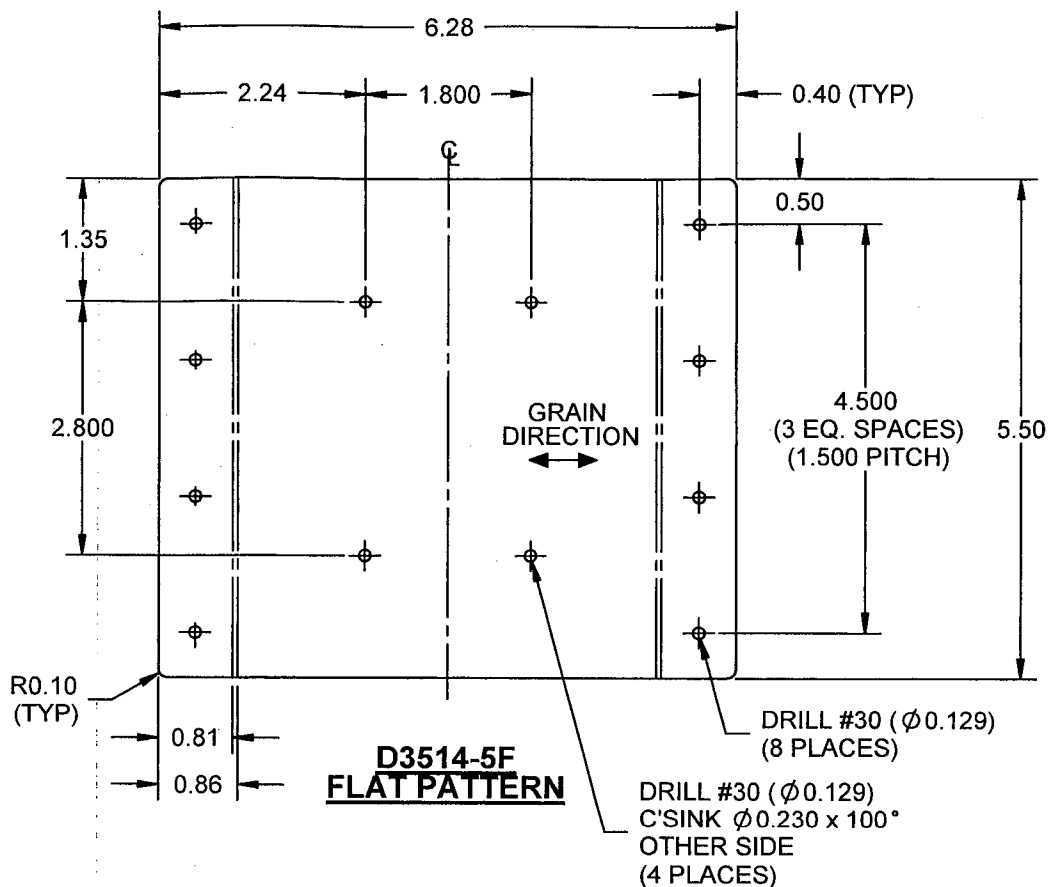 6.28
2.24
1.800
0.40 (TYP)
℄
0.50
1.35
2.800
GRAIN
DIRECTION
4.500
(3 EQ. SPACES)
(1.500 PITCH)
5.50
R0.10
(TYP)
0.81
0.86
D3514-5F
FLAT PATTERN
DRILL #30 (Ø0.129)
(8 PLACES)
DRILL #30 (Ø0.129)
C'SINK Ø0.230 x 100°
OTHER SIDE
(4 PLACES)